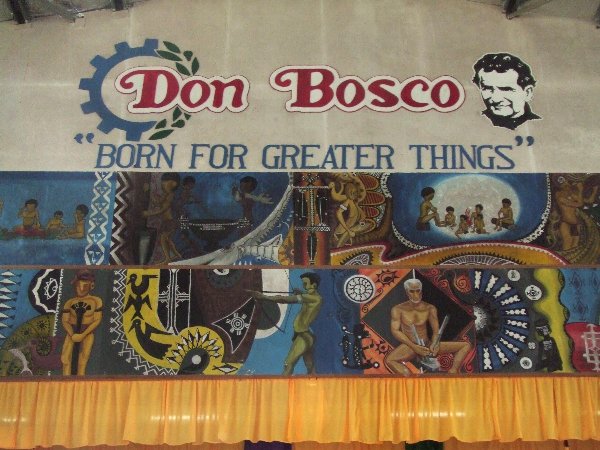 Don Bosco
"BORN FOR GREATER THINGS"